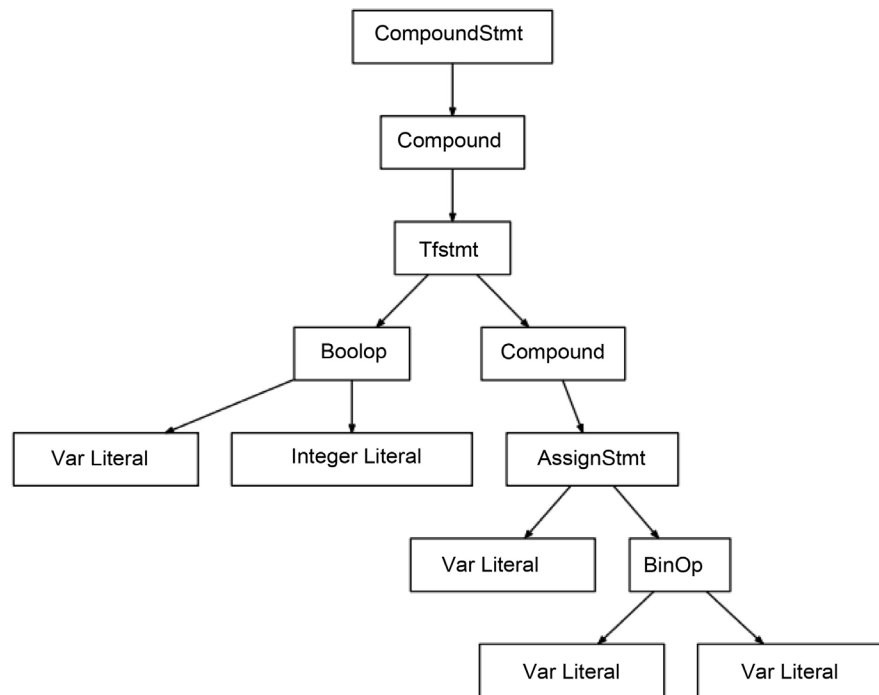 CompoundStmt
Compound
Tfstmt
Boolop
Compound
Var Literal
Integer Literal
AssignStmt
Var Literal
BinOp
Var Literal
Var Literal